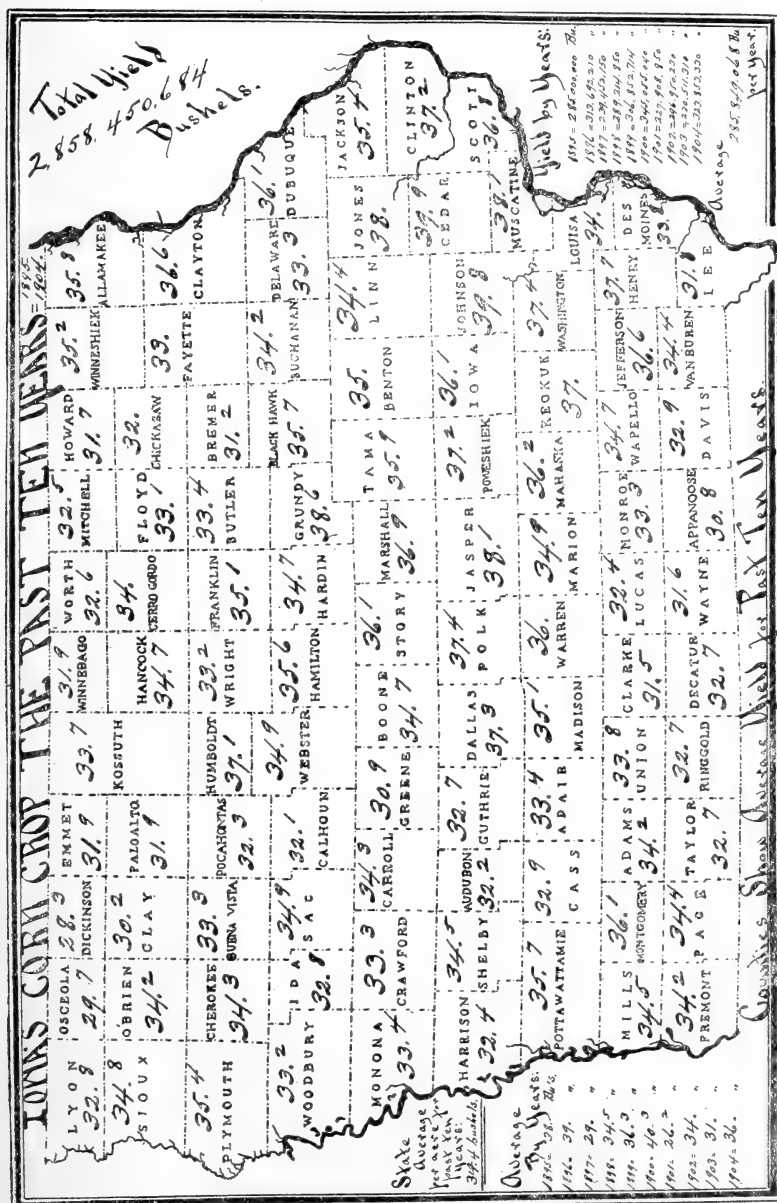 IOWAS CORN CROP THE PAST TEN YEARS = 1895 = 1904.
Total Yield
2,858,450,684
Bushels.
LYON
32.8
OSCEOLA
29.7
DICKINSON
28.3
EMMET
31.9
KOSSUTH
33.7
WINNEBAGO
31.9
WORTH
32.6
MITCHELL
32.5
HOWARD
31.7
WINNESHIEK
35.2
ALLAMAKEE
35.8
SIOUX
34.8
O'BRIEN
34.2
CLAY
30.2
PALOALTO
31.9
HANCOCK
34.7
CERRO GORDO
34.
FLOYD
33.1
CHICKASAW
32.
FAYETTE
33.
CLAYTON
36.6
PLYMOUTH
35.4
CHEROKEE
34.3
BUENA VISTA
33.3
POCAHONTAS
32.3
HUMBOLDT
37.1
WRIGHT
33.2
FRANKLIN
35.1
BUTLER
33.4
BREMER
31.2
WOODBURY
33.2
IDA
32.8
SAC
34.9
CALHOUN
32.1
WEBSTER
34.9
HAMILTON
35.6
HARDIN
34.7
GRUNDY
38.6
BLACK HAWK
35.7
BUCHANAN
34.2
DELAWARE
33.3
DUBUQUE
36.1
MONONA
33.4
CRAWFORD
33.3
CARROLL
34.3
GREENE
30.9
BOONE
34.7
STORY
36.1
MARSHALL
36.9
TAMA
35.9
BENTON
35.
LINN
34.4
JONES
38.
JACKSON
35.4
CLINTON
37.2
HARRISON
32.4
SHELBY
34.5
AUDUBON
32.2
GUTHRIE
32.7
DALLAS
37.3
POLK
37.4
JASPER
38.1
POWESHIEK
37.2
IOWA
36.1
JOHNSON
39.8
CEDAR
39.9
SCOTT
36.8
MUSCATINE
38.1
POTTAWATTAMIE
35.7
CASS
32.9
ADAIR
33.4
MADISON
35.1
WARREN
36.
MARION
34.9
MAHASKA
36.2
KEOKUK
37.
WASHINGTON
37.4
LOUISA
34.
MILLS
34.5
MONTGOMERY
36.1
ADAMS
34.2
UNION
33.8
CLARKE
31.5
LUCAS
32.4
MONROE
33.3
WAPELLO
34.7
JEFFERSON
36.6
HENRY
37.7
DES MOINES
33.8
FREMONT
34.2
PAGE
34.4
TAYLOR
32.7
RINGGOLD
32.7
DECATUR
32.7
WAYNE
31.6
APPANOOSE
30.8
DAVIS
32.9
VAN BUREN
34.4
LEE
31.8
State
Average
per acre for
past ten
years:
34.4 bushels.
Average
By Years:
1895= 28.1 Bu's.
1896= 39. "
1897= 29. "
1898= 34.5 "
1899= 36.3 "
1900= 40.3 "
1901= 26.2 "
1902= 34. "
1903= 31. "
1904= 36. "
Yield by Years:
1895= 285,000,000 Bu.
Average
285,849,068 Bu
per year.
Counties Show Average Yield for Past Ten Years.